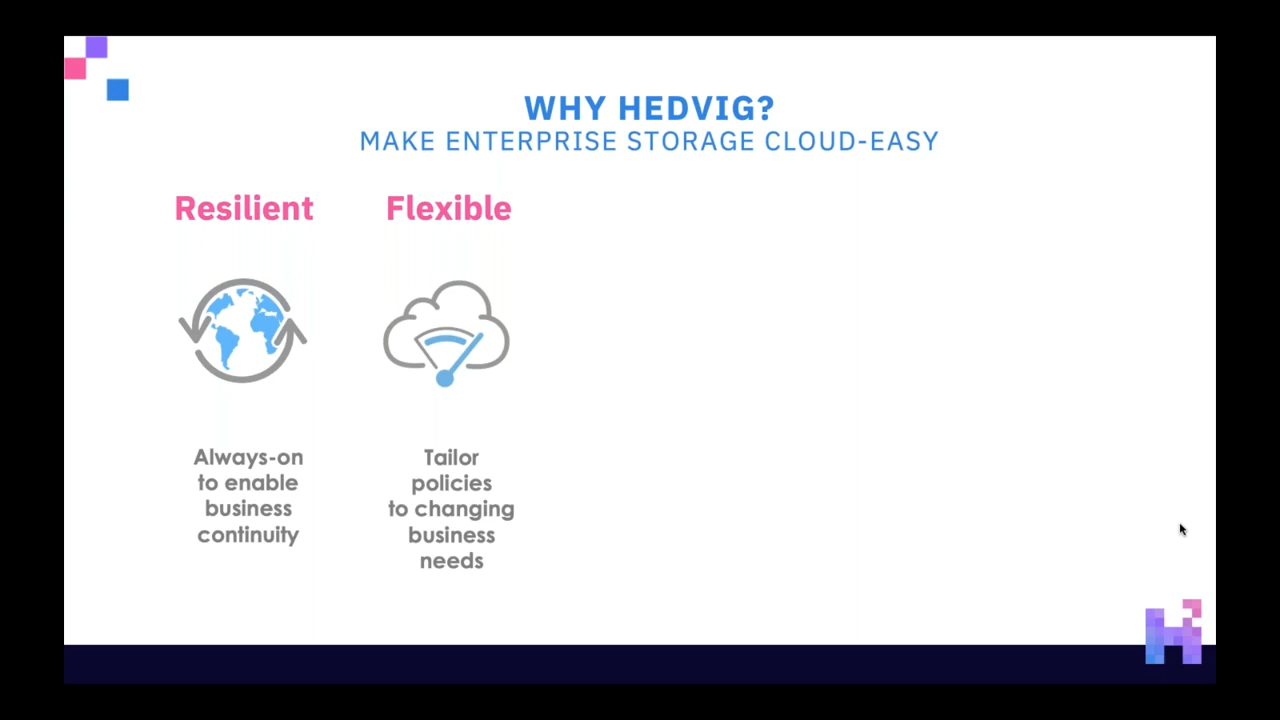 WHY HEDVIG?
MAKE ENTERPRISE STORAGE CLOUD-EASY
Resilient
Always-on
to enable
business
continuity
Flexible
Tailor
policies
to changing
business
needs